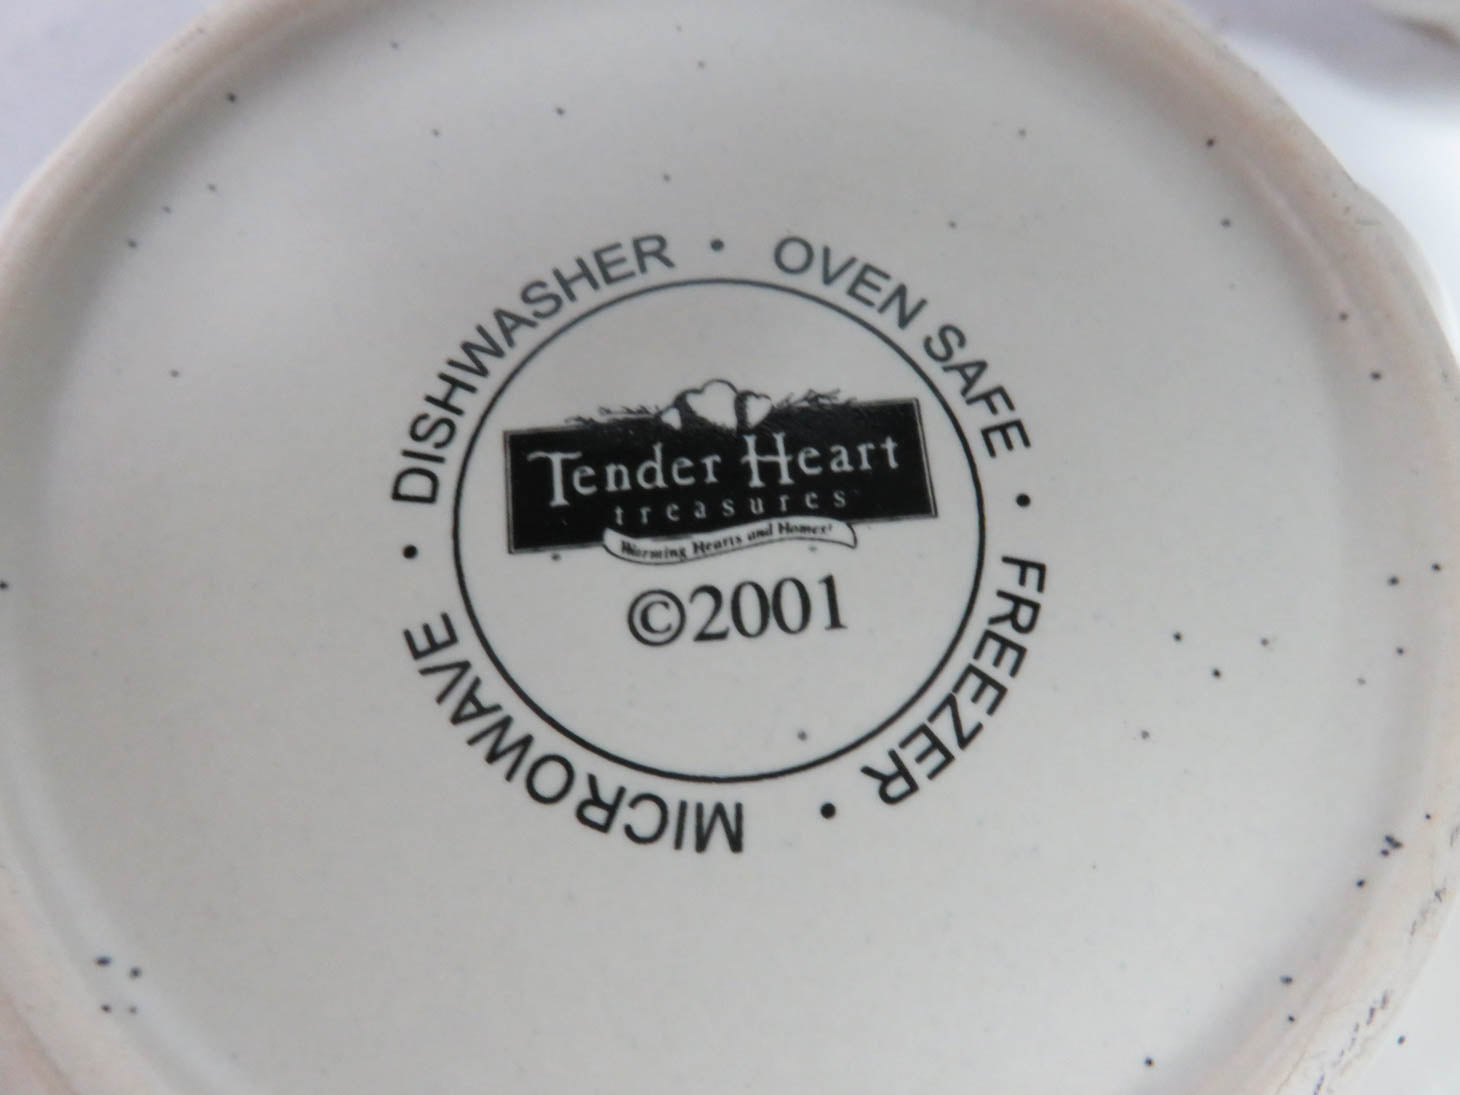 DISHWASHER • OVEN SAFE • FREEZER • MICROWAVE •
Tender Heart
treasures
Warming Hearts and Homes!
©2001